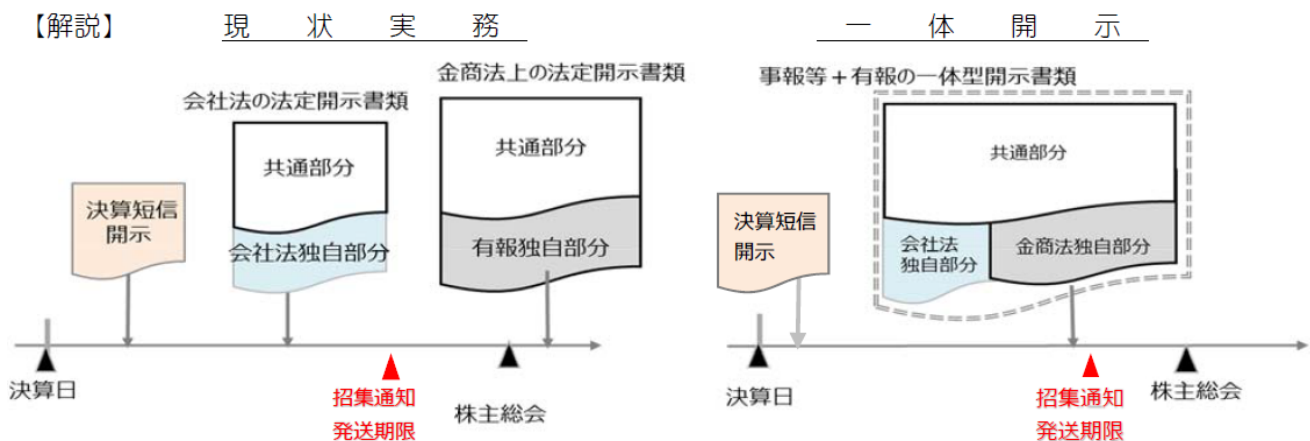 【解説】
現状実務
会社法の法定開示書類
金商法上の法定開示書類
決算短信
開示
共通部分
会社法独自部分
共通部分
有報独自部分
決算日
招集通知
発送期限
株主総会
一体開示
事報等+有報の一体型開示書類
決算短信
開示
共通部分
会社法
独自部分
金商法独自部分
決算日
招集通知
発送期限
株主総会